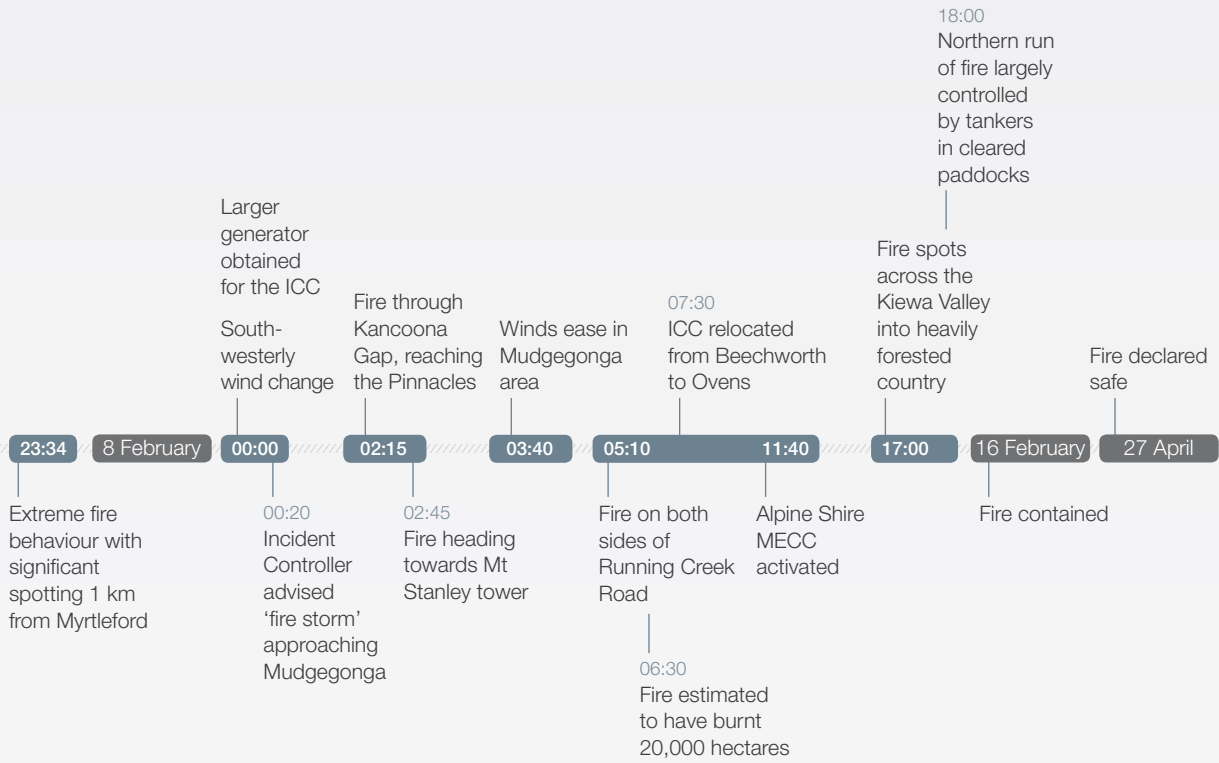 18:00
Northern run
of fire largely
controlled
by tankers
in cleared
paddocks
Larger
generator
obtained
for the ICC
South-
westerly
wind change
Fire through
Kancoona
Gap, reaching
the Pinnacles
Winds ease in
Mudgegonga
area
07:30
ICC relocated
from Beechworth
to Ovens
Fire spots
across the
Kiewa Valley
into heavily
forested
country
Fire declared
safe
23:34
8 February
00:00
02:15
03:40
05:10
11:40
17:00
16 February
27 April
Extreme fire
behaviour with
significant
spotting 1 km
from Myrtleford
00:20
Incident
Controller
advised
‘fire storm’
approaching
Mudgegonga
02:45
Fire heading
towards Mt
Stanley tower
Fire on both
sides of
Running Creek
Road
06:30
Fire estimated
to have burnt
20,000 hectares
Alpine Shire
MECC
activated
Fire contained